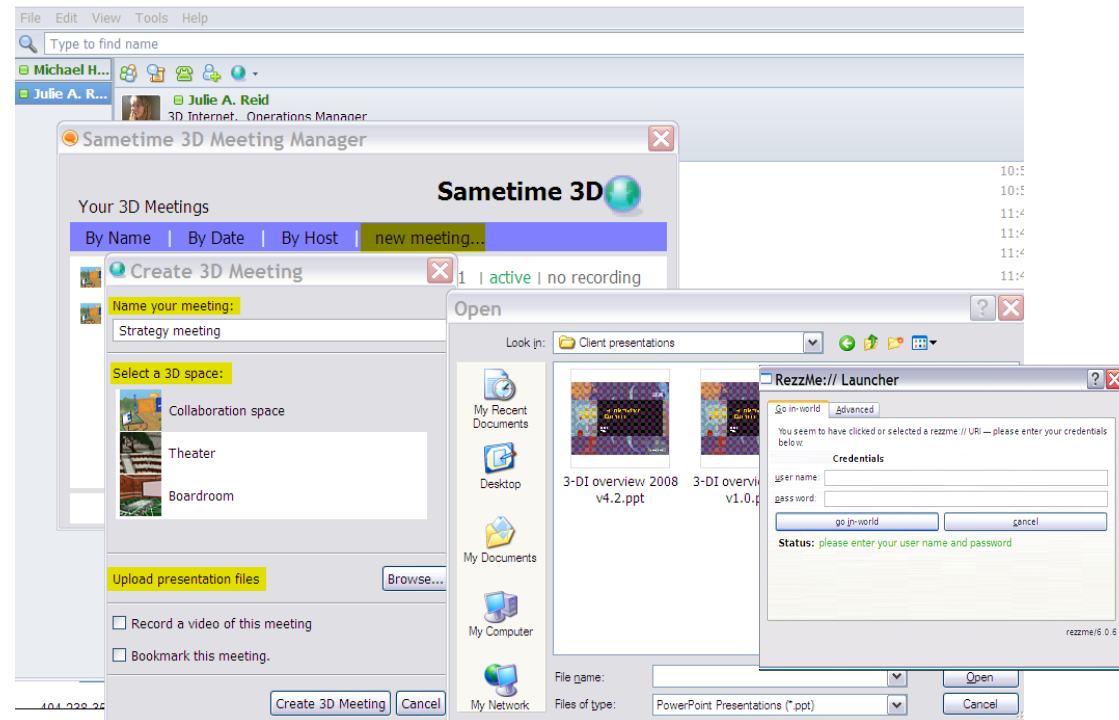 File Edit View Tools Help
Type to find name
Michael H...
Julie A. R...
Julie A. Reid
3D Internet, Operations Manager
Sametime 3D Meeting Manager
Sametime 3D
Your 3D Meetings
By Name | By Date | By Host | new meeting...
1 | active | no recording
10:5
10:5
11:4
11:4
11:4
11:4
Create 3D Meeting
Name your meeting:
Strategy meeting
Select a 3D space:
Collaboration space
Theater
Boardroom
Upload presentation files
Browse...
Record a video of this meeting
Bookmark this meeting.
Create 3D Meeting Cancel
Open
Look in: Client presentations
My Recent
Documents
Desktop
My Documents
My Computer
My Network
3-DI overview 2008
v4.2.ppt
3-DI overvi
v1.0.p
File name:
Open
Files of type: PowerPoint Presentations (*.ppt)
Cancel
RezzMe:// Launcher
Go in-world Advanced
You seem to have clicked or selected a rezzme:// URI — please enter your credentials
below.
Credentials
user name:
password:
go in-world cancel
Status: please enter your user name and password
rezzme/6.0.6